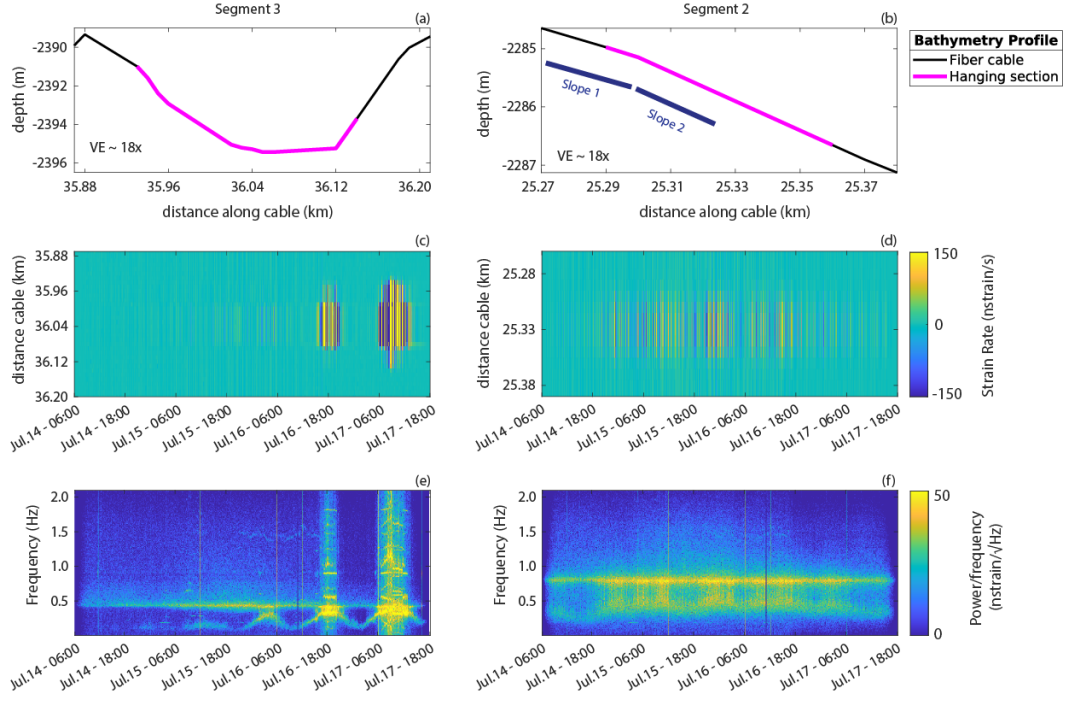 Segment 3
(a)
depth (m)
-2390
-2392
-2394
-2396
VE ~ 18x
35.88
35.96
36.04
36.12
36.20
distance along cable (km)
Segment 2
(b)
depth (m)
-2285
-2286
-2287
Slope 1
Slope 2
VE ~ 18x
25.27
25.29
25.31
25.33
25.35
25.37
distance along cable (km)
Bathymetry Profile
Fiber cable
Hanging section
(c)
distance cable (km)
35.88
35.96
36.04
36.12
36.20
Jul.14 - 06:00
Jul.14 - 18:00
Jul.15 - 06:00
Jul.15 - 18:00
Jul.16 - 06:00
Jul.16 - 18:00
Jul.17 - 06:00
Jul.17 - 18:00
(d)
distance cable (km)
25.28
25.33
25.38
Jul.14 - 06:00
Jul.14 - 18:00
Jul.15 - 06:00
Jul.15 - 18:00
Jul.16 - 06:00
Jul.16 - 18:00
Jul.17 - 06:00
Jul.17 - 18:00
150
0
-150
Strain Rate (nstrain/s)
(e)
Frequency (Hz)
2.0
1.5
1.0
0.5
Jul.14 - 06:00
Jul.14 - 18:00
Jul.15 - 06:00
Jul.15 - 18:00
Jul.16 - 06:00
Jul.16 - 18:00
Jul.17 - 06:00
Jul.17 - 18:00
(f)
Frequency (Hz)
2.0
1.5
1.0
0.5
Jul.14 - 06:00
Jul.14 - 18:00
Jul.15 - 06:00
Jul.15 - 18:00
Jul.16 - 06:00
Jul.16 - 18:00
Jul.17 - 06:00
Jul.17 - 18:00
50
0
Power/frequency
(nstrain/√Hz)